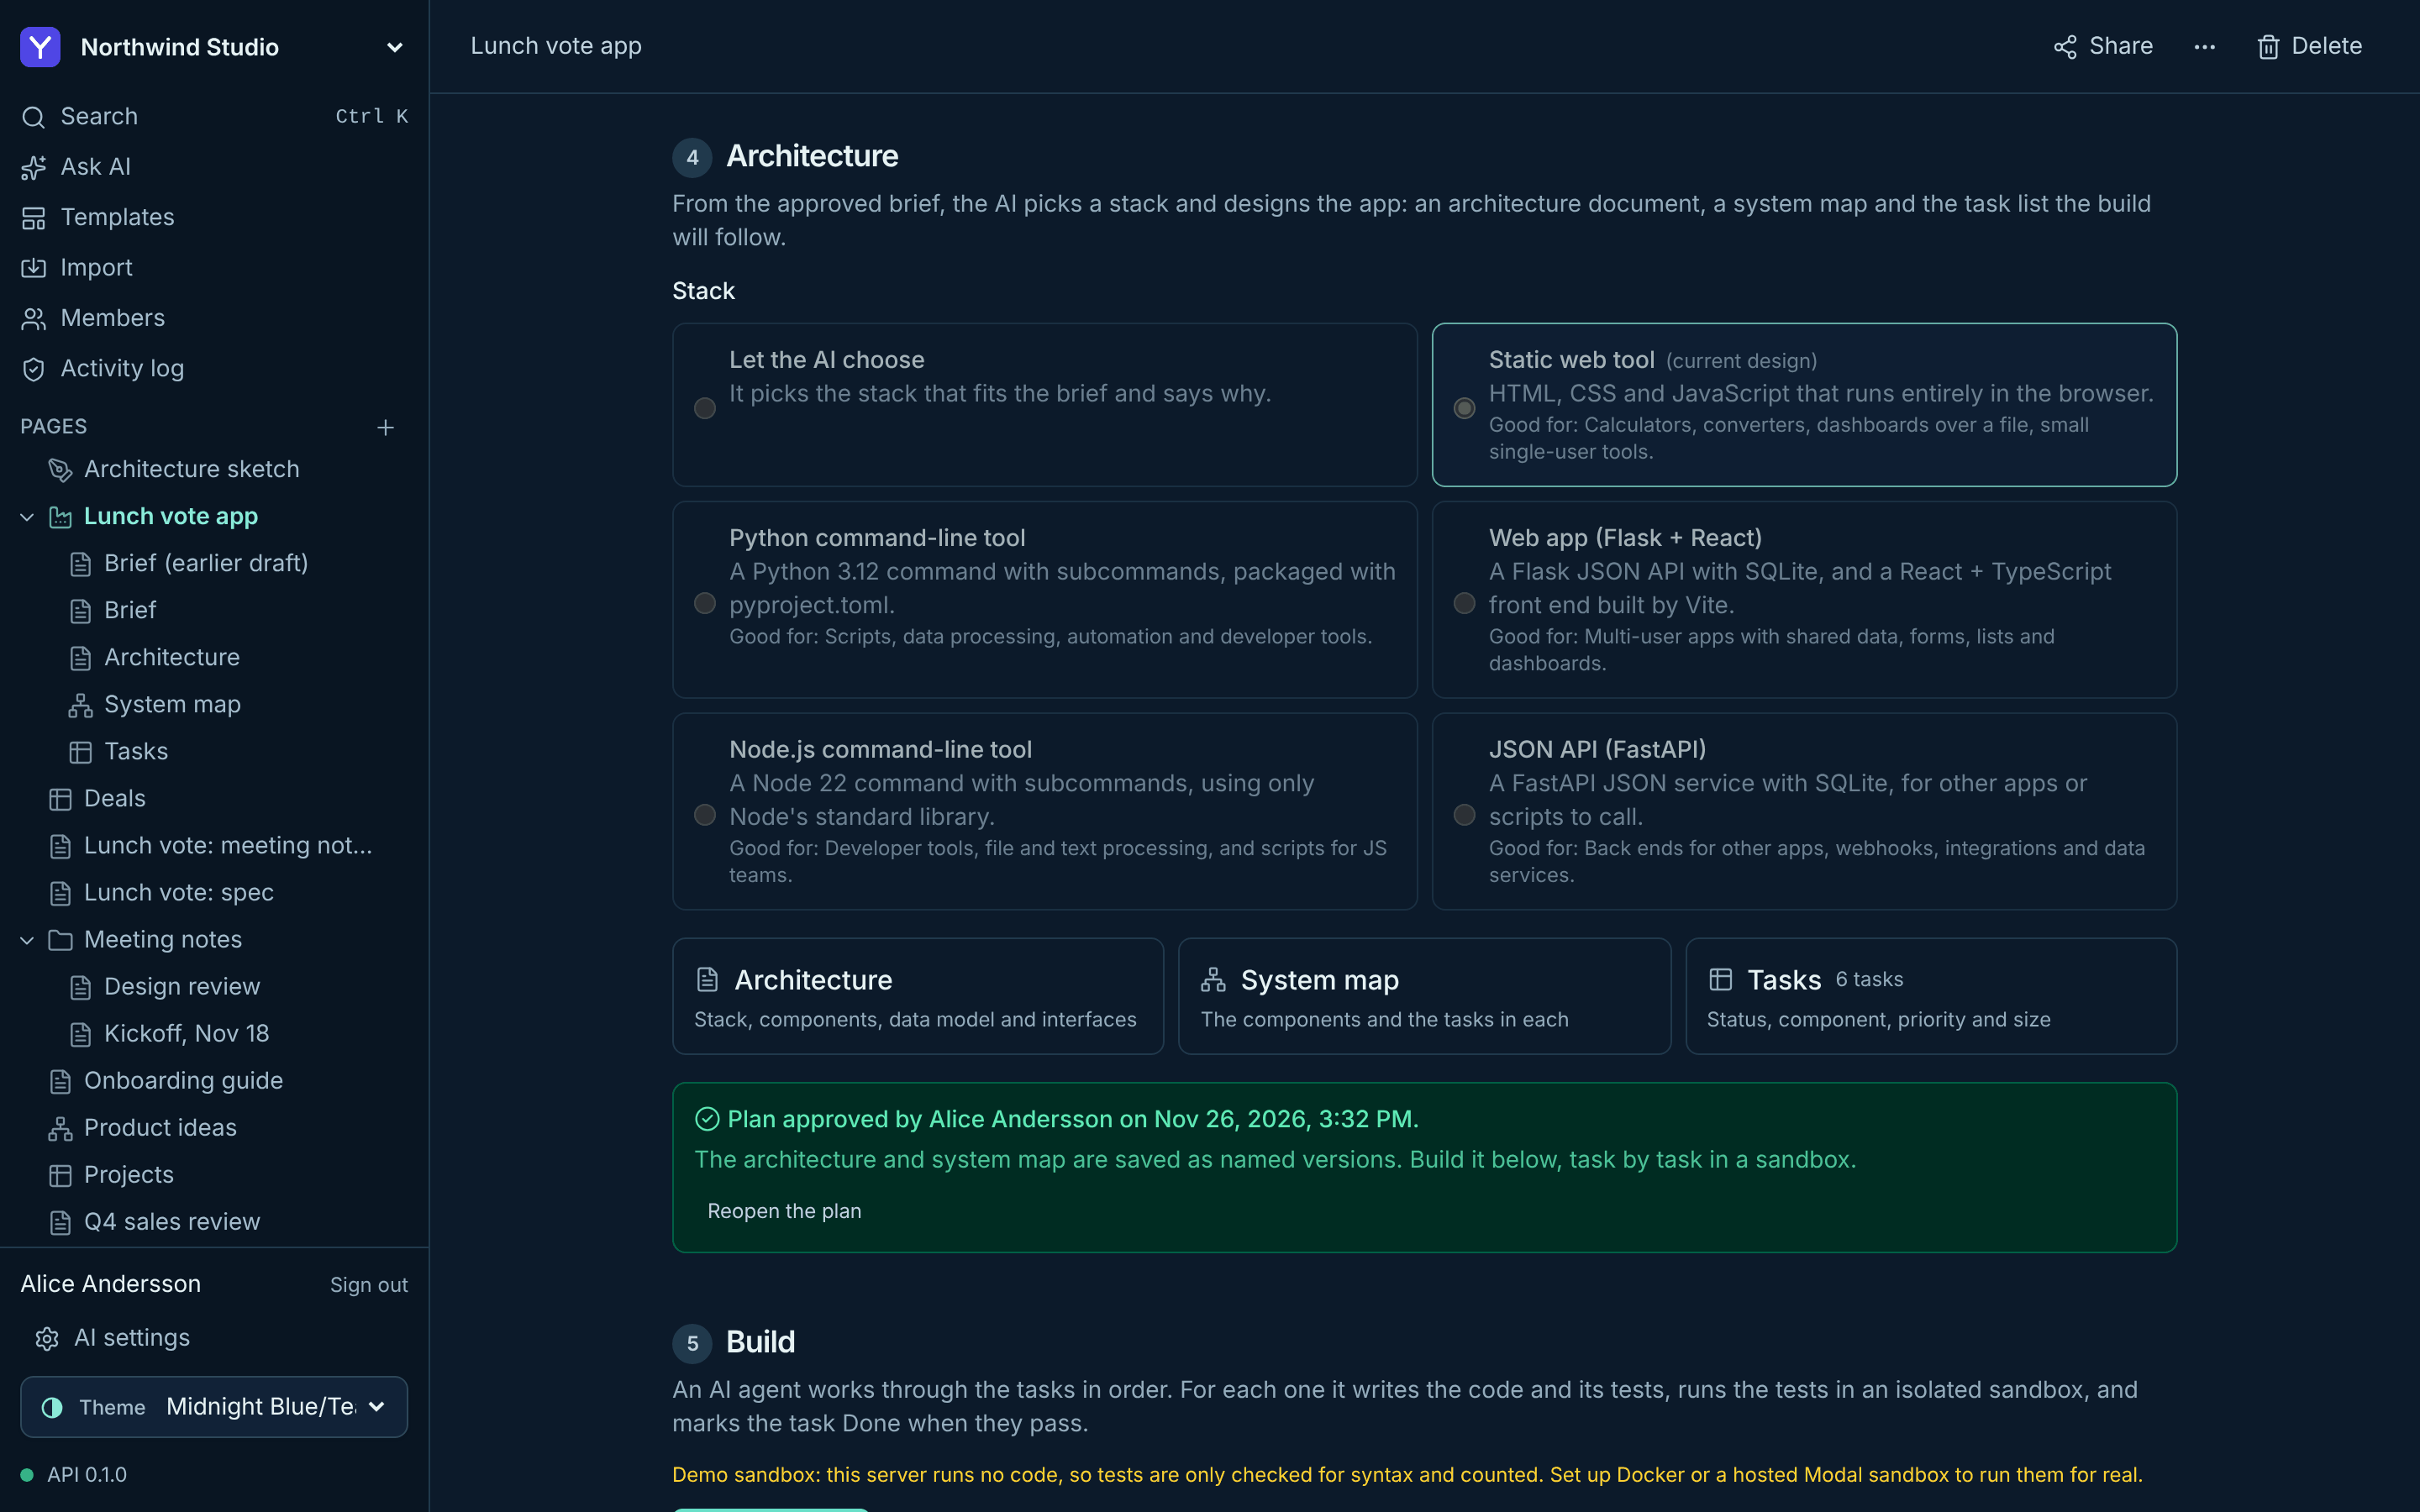 Northwind Studio
Search Ctrl K
Ask AI
Templates
Import
Members
Activity log
PAGES
Architecture sketch
Lunch vote app
Brief (earlier draft)
Brief
Architecture
System map
Tasks
Deals
Lunch vote: meeting not...
Lunch vote: spec
Meeting notes
Design review
Kickoff, Nov 18
Onboarding guide
Product ideas
Projects
Q4 sales review
Alice Andersson Sign out
AI settings
Theme Midnight Blue/Tea
API 0.1.0
Lunch vote app
Share
Delete
4 Architecture
From the approved brief, the AI picks a stack and designs the app: an architecture document, a system map and the task list the build
will follow.
Stack
Let the AI choose
It picks the stack that fits the brief and says why.
Static web tool (current design)
HTML, CSS and JavaScript that runs entirely in the browser.
Good for: Calculators, converters, dashboards over a file, small
single-user tools.
Python command-line tool
A Python 3.12 command with subcommands, packaged with
pyproject.toml.
Good for: Scripts, data processing, automation and developer tools.
Web app (Flask + React)
A Flask JSON API with SQLite, and a React + TypeScript
front end built by Vite.
Good for: Multi-user apps with shared data, forms, lists and
dashboards.
Node.js command-line tool
A Node 22 command with subcommands, using only
Node's standard library.
Good for: Developer tools, file and text processing, and scripts for JS
teams.
JSON API (FastAPI)
A FastAPI JSON service with SQLite, for other apps or
scripts to call.
Good for: Back ends for other apps, webhooks, integrations and data
services.
Architecture
Stack, components, data model and interfaces
System map
The components and the tasks in each
Tasks 6 tasks
Status, component, priority and size
Plan approved by Alice Andersson on Nov 26, 2026, 3:32 PM.
The architecture and system map are saved as named versions. Build it below, task by task in a sandbox.
Reopen the plan
5 Build
An AI agent works through the tasks in order. For each one it writes the code and its tests, runs the tests in an isolated sandbox, and
marks the task Done when they pass.
Demo sandbox: this server runs no code, so tests are only checked for syntax and counted. Set up Docker or a hosted Modal sandbox to run them for real.